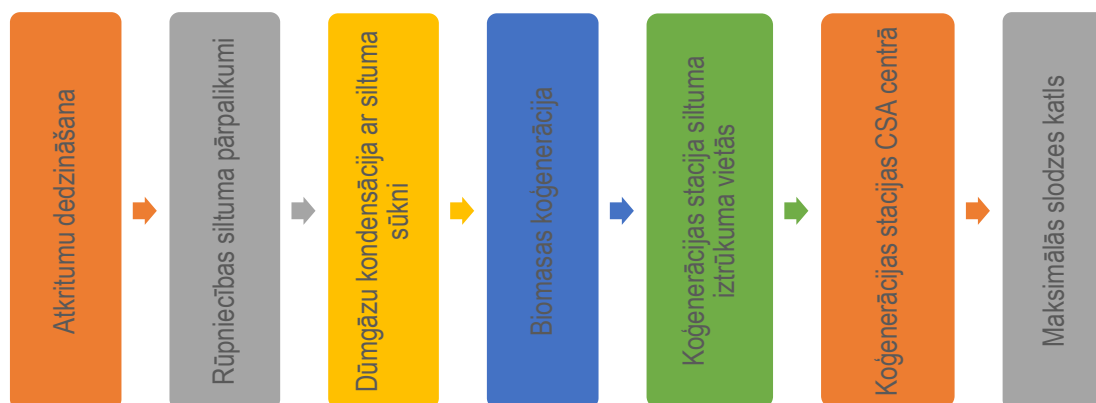 Atkritumu dedzināšana
Rūpniecības siltuma pārpalikumi
Dūmgāzu kondensācija ar siltuma
sūkni
Biomasas koģenerācija
Koģenerācijas stacija siltuma
iztrūkuma vietās
Koģenerācijas stacijas CSA centrā
Maksimālās slodzes katls